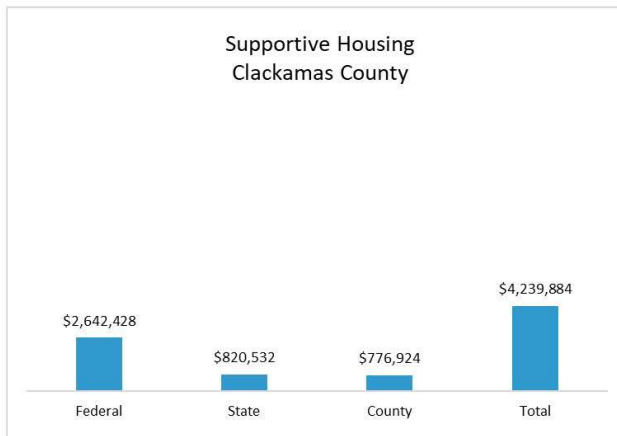 Supportive Housing
Clackamas County
$4,239,884
$2,642,428
$820,532
$776,924
Federal
State
County
Total